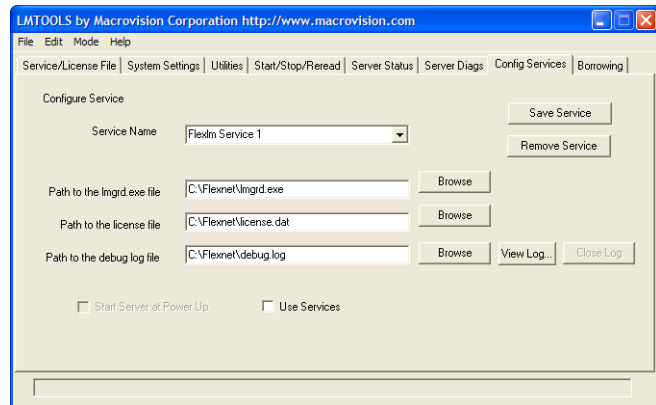 LMTOOLS by Macrovision Corporation http://www.macrovision.com
File Edit Mode Help
Service/License File System Settings Utilities Start/Stop/Reread Server Status Server Diags Config Services Borrowing
Configure Service
Save Service
Service Name Flexlm Service 1
Remove Service
Path to the lmgrd.exe file C:\Flexnet\lmgrd.exe Browse
Path to the license file C:\Flexnet\license.dat Browse
Path to the debug log file C:\Flexnet\debug.log Browse View Log... Close Log
Start Server at Power Up Use Services